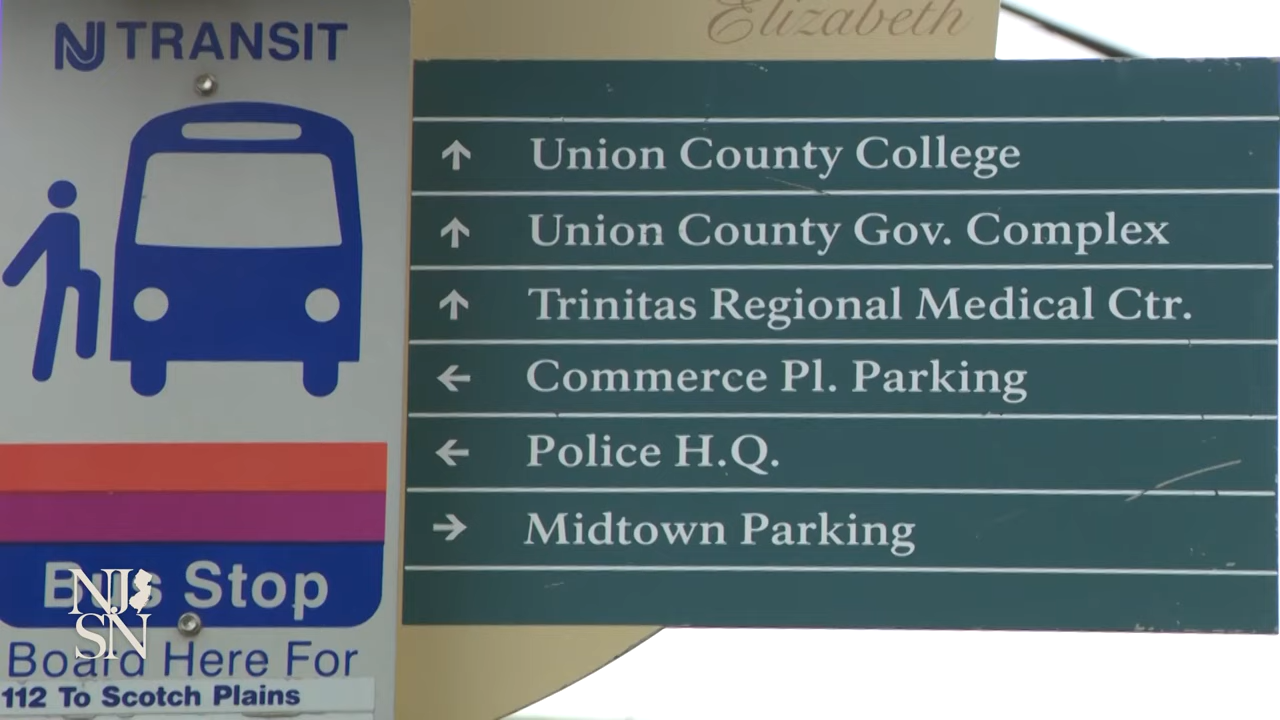 NJ TRANSIT
Bus Stop
Board Here For
112 To Scotch Plains
Elizabeth
↑ Union County College
↑ Union County Gov. Complex
↑ Trinitas Regional Medical Ctr.
← Commerce Pl. Parking
← Police H.Q.
→ Midtown Parking
NJ
SN